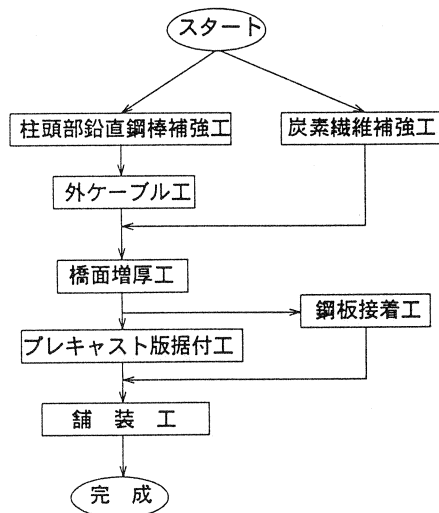 スタート
柱頭部鉛直鋼棒補強工
炭素繊維補強工
外ケーブル工
橋面増厚工
鋼板接着工
プレキャスト版据付工
舗装工
完成